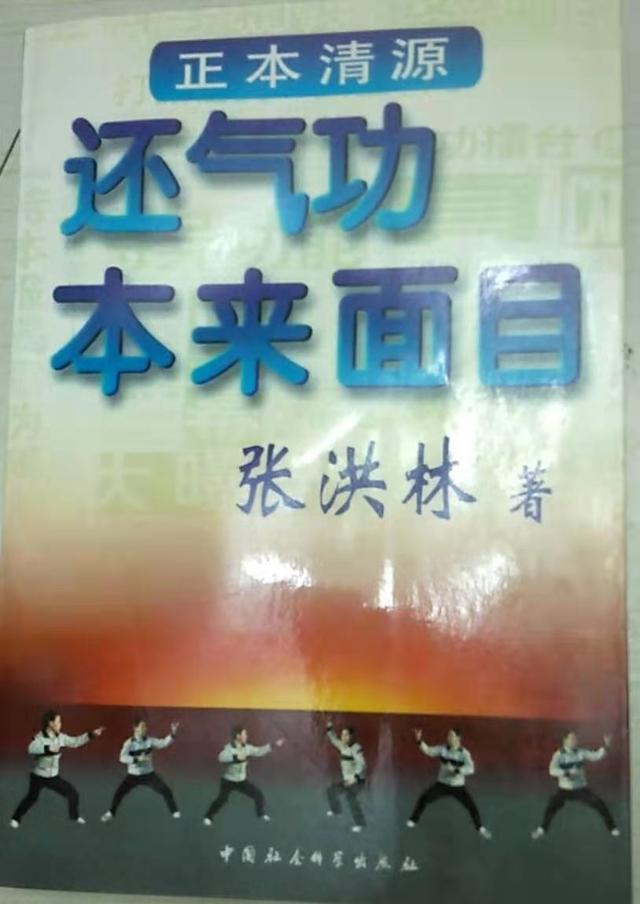 正本清源
还气功
本来面目
张洪林 著
中国社会科学出版社